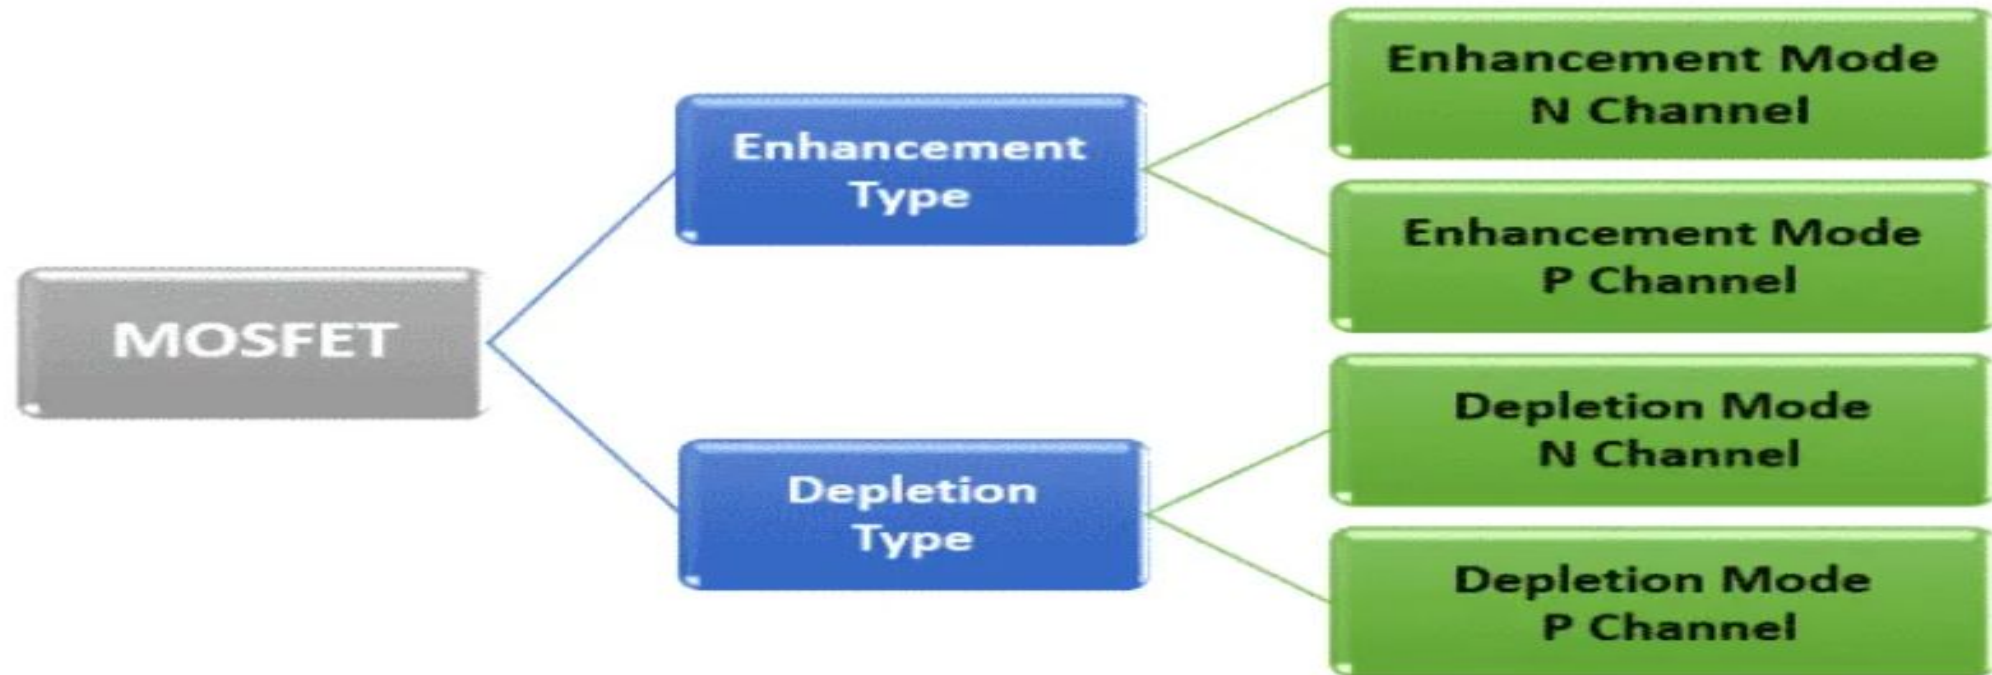 MOSFET
Enhancement
Type
Depletion
Type
Enhancement Mode
N Channel
Enhancement Mode
P Channel
Depletion Mode
N Channel
Depletion Mode
P Channel